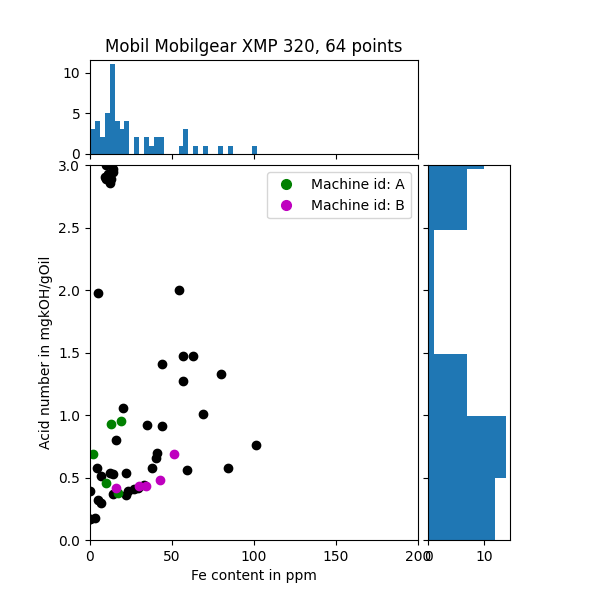 Mobil Mobilgear XMP 320, 64 points
10
5
0
3.0
2.5
2.0
1.5
1.0
0.5
0.0
Acid number in mgkOH/gOil
Machine id: A
Machine id: B
0 50 100 150 200
0 10
Fe content in ppm